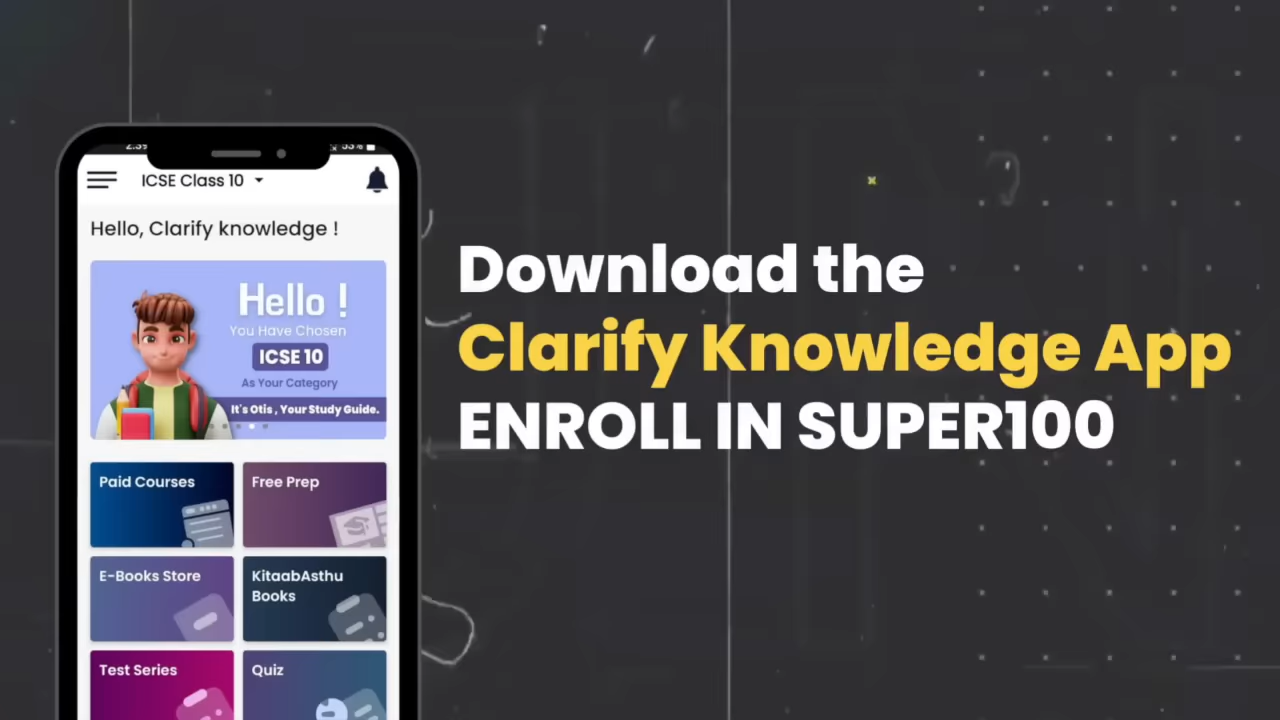 ICSE Class 10
Hello, Clarify knowledge !
Hello !
You Have Chosen
ICSE 10
As Your Category
It's Otis , Your Study Guide.
Paid Courses
Free Prep
E-Books Store
KitaabAsthu
Books
Test Series
Quiz
Download the
Clarify Knowledge App
ENROLL IN SUPER100